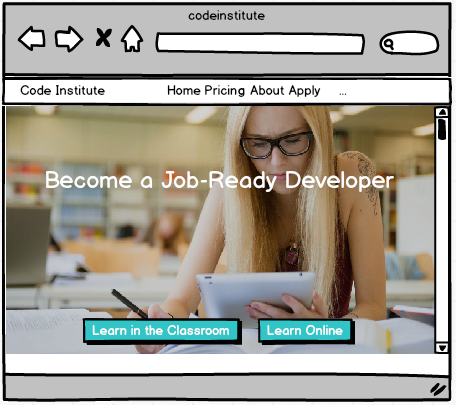 codeinstitute
Code Institute Home Pricing About Apply ...
Become a Job-Ready Developer
Learn in the Classroom Learn Online